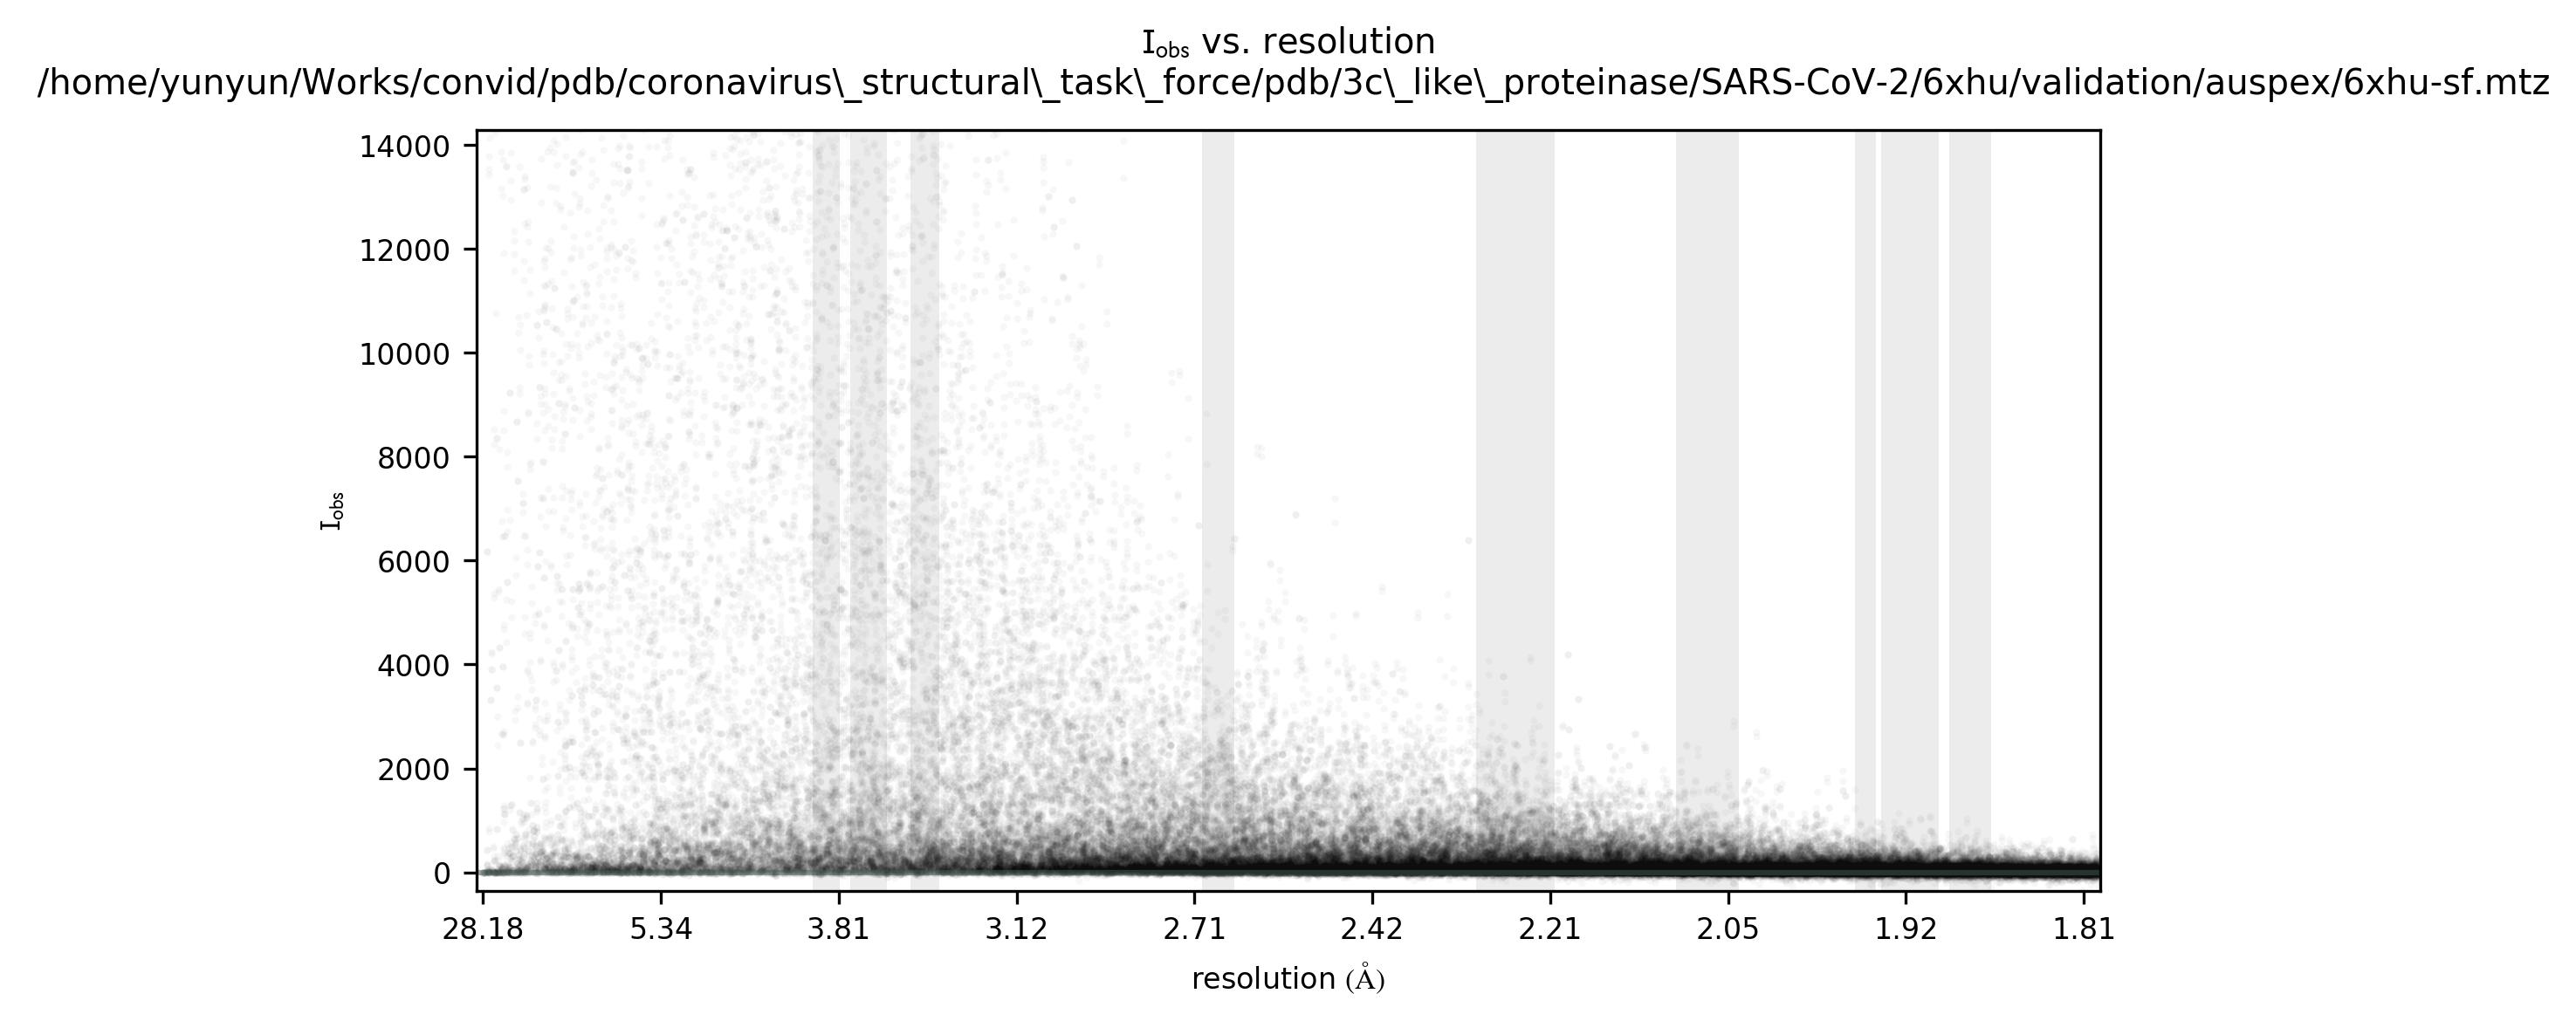 I_obs vs. resolution
/home/yunyun/Works/convid/pdb/coronavirus\_structural\_task\_force/pdb/3c\_like\_proteinase/SARS-CoV-2/6xhu/validation/auspex/6xhu-sf.mtz
14000
12000
10000
8000
6000
4000
2000
0
I_obs
28.18 5.34 3.81 3.12 2.71 2.42 2.21 2.05 1.92 1.81
resolution (Å)